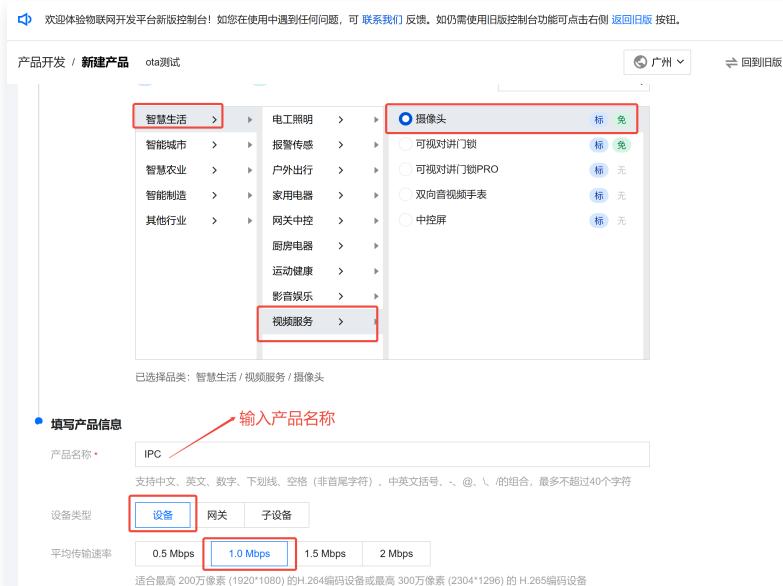 欢迎体验物联网开发平台新版控制台！如您在使用中遇到任何问题，可 联系我们 反馈。如仍需使用旧版控制台功能可点击右侧 返回旧版 按钮。
产品开发 / 新建产品 ota测试 广州 回到旧版
智慧生活 电工照明 摄像头 标 免
智能城市 报警传感 可视对讲门锁 标 免
智慧农业 户外出行 可视对讲门锁PRO 标 无
智能制造 家用电器 双向音视频手表 标 无
其他行业 网关中控 中控屏 标 无
厨房电器
运动健康
影音娱乐
视频服务
已选择品类：智慧生活 / 视频服务 / 摄像头
输入产品名称
填写产品信息
产品名称 * IPC
支持中文、英文、数字、下划线、空格（非首尾字符）、中英文括号、-、@、\、/的组合，最多不超过40个字符
设备类型 设备 网关 子设备
平均传输速率 0.5 Mbps 1.0 Mbps 1.5 Mbps 2 Mbps
适合最高 200万像素 (1920*1080) 的H.264编码设备或最高 300万像素 (2304*1296) 的 H.265编码设备